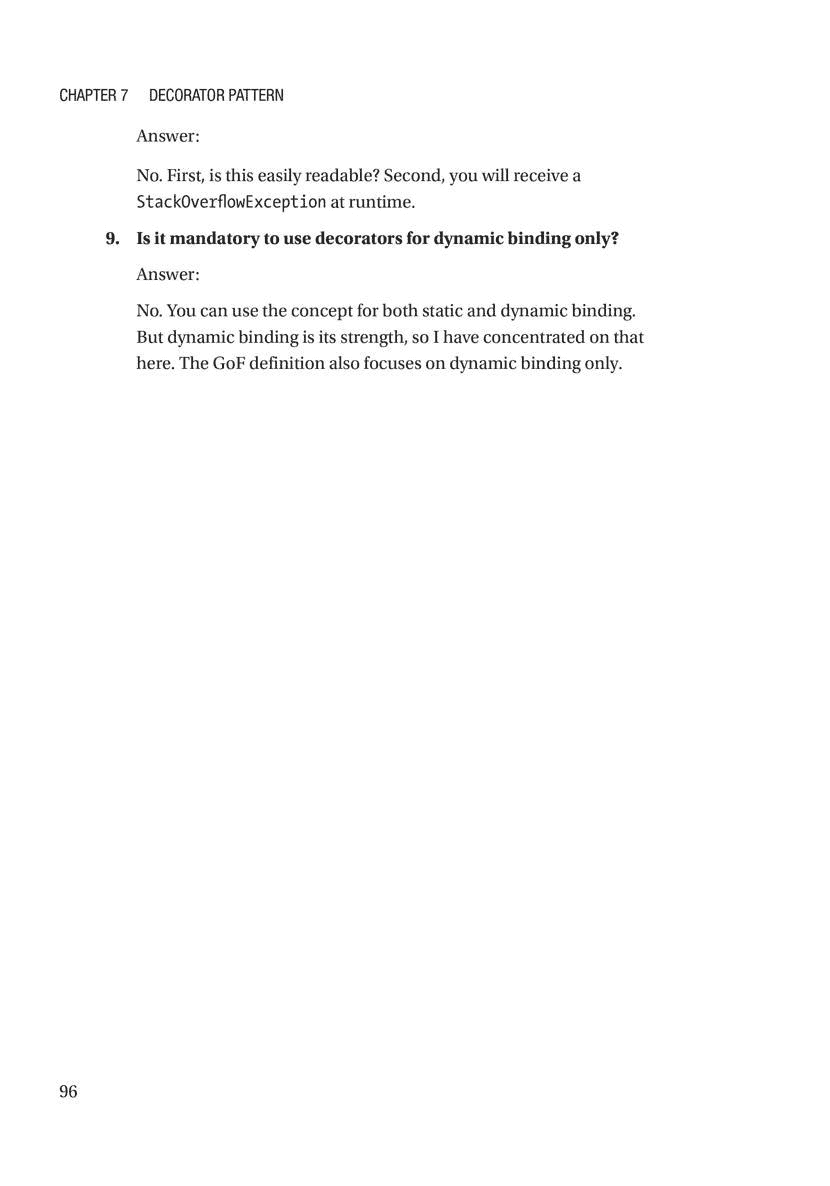 CHAPTER 7 DECORATOR PATTERN
Answer:
No. First, is this easily readable? Second, you will receive a
StackOverflowException at runtime.
9. Is it mandatory to use decorators for dynamic binding only?
Answer:
No. You can use the concept for both static and dynamic binding.
But dynamic binding is its strength, so I have concentrated on that
here. The GoF definition also focuses on dynamic binding only.
96